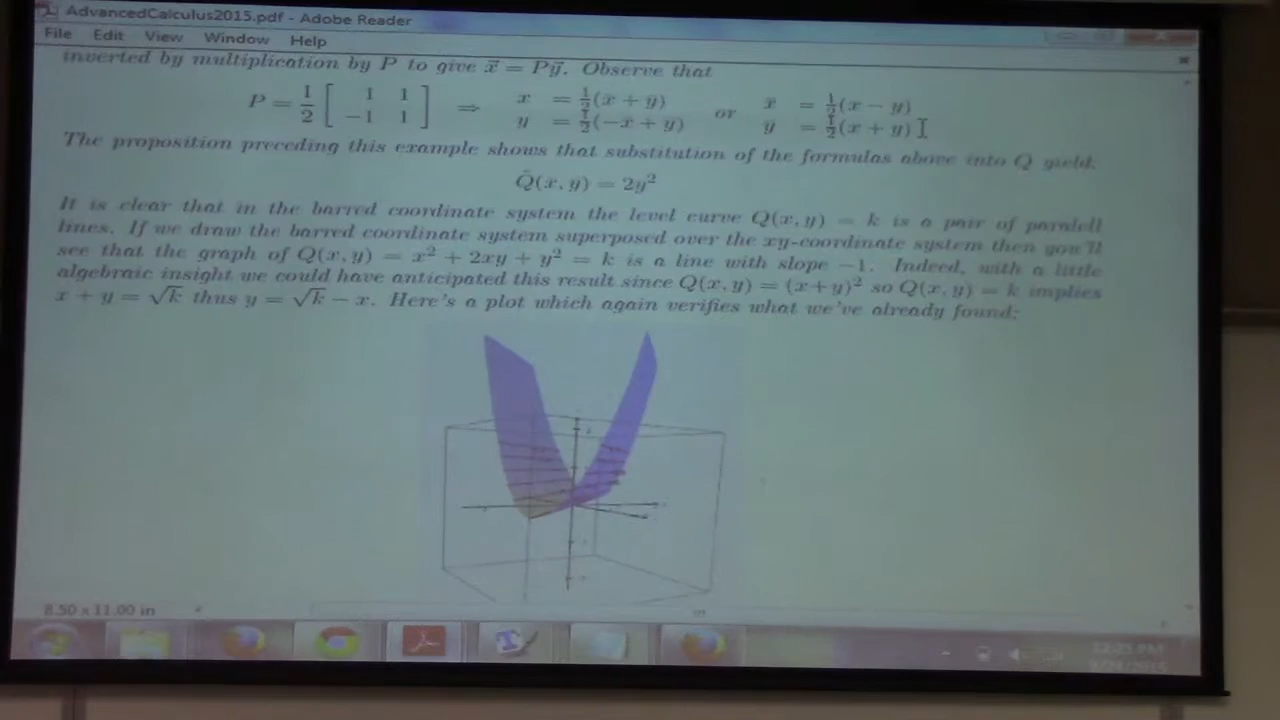 AdvancedCalculus2015.pdf - Adobe Reader
File Edit View Window Help
inverted by multiplication by P to give x⃗ = Pȳ⃗. Observe that
P = 1/2 [ 1 1 ; −1 1 ] ⇒ x = 1/2(x̄ + ȳ) or x̄ = 1/2(x − y)
y = 1/2(−x̄ + ȳ) ȳ = 1/2(x + y)
The proposition preceding this example shows that substitution of the formulas above into Q yield:
Q̃(x̄, ȳ) = 2ȳ²
It is clear that in the barred coordinate system the level curve Q(x, y) = k is a pair of paralell
lines. If we draw the barred coordinate system superposed over the xy-coordinate system then you'll
see that the graph of Q(x, y) = x² + 2xy + y² = k is a line with slope −1. Indeed, with a little
algebraic insight we could have anticipated this result since Q(x, y) = (x+y)² so Q(x, y) = k implies
x + y = √k thus y = √k − x. Here's a plot which again verifies what we've already found:
8.50 x 11.00 in